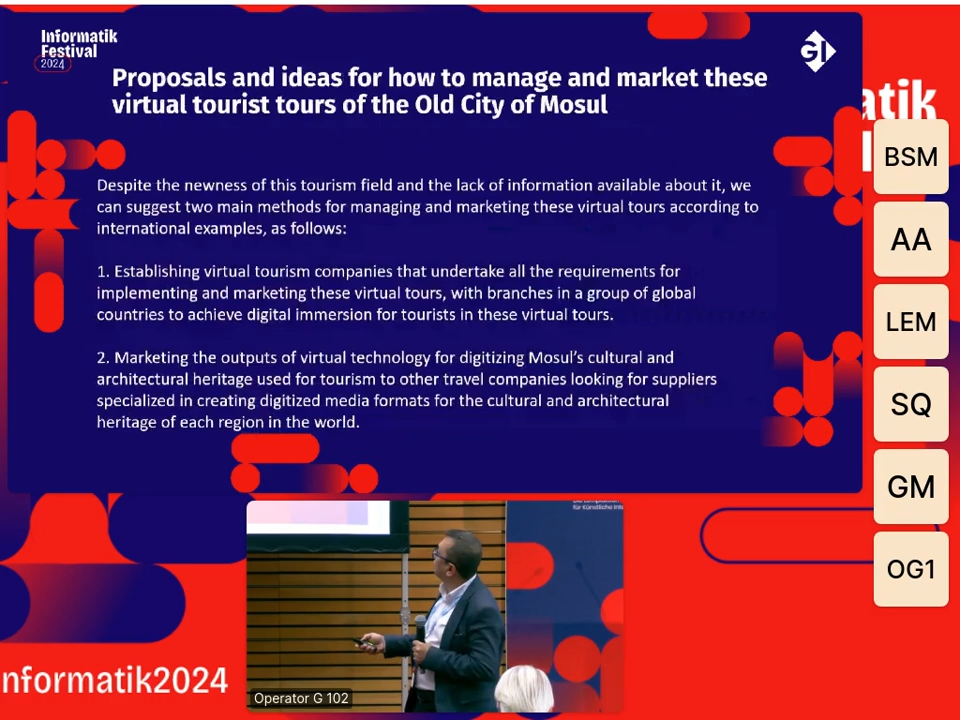 Informatik
Festival
2024
GI
Proposals and ideas for how to manage and market these
virtual tourist tours of the Old City of Mosul
Despite the newness of this tourism field and the lack of information available about it, we
can suggest two main methods for managing and marketing these virtual tours according to
international examples, as follows:
1. Establishing virtual tourism companies that undertake all the requirements for
implementing and marketing these virtual tours, with branches in a group of global
countries to achieve digital immersion for tourists in these virtual tours.
2. Marketing the outputs of virtual technology for digitizing Mosul's cultural and
architectural heritage used for tourism to other travel companies looking for suppliers
specialized in creating digitized media formats for the cultural and architectural
heritage of each region in the world.
atik
BSM
AA
LEM
SQ
GM
OG1
für Künstliche Inte
Operator G 102
nformatik2024